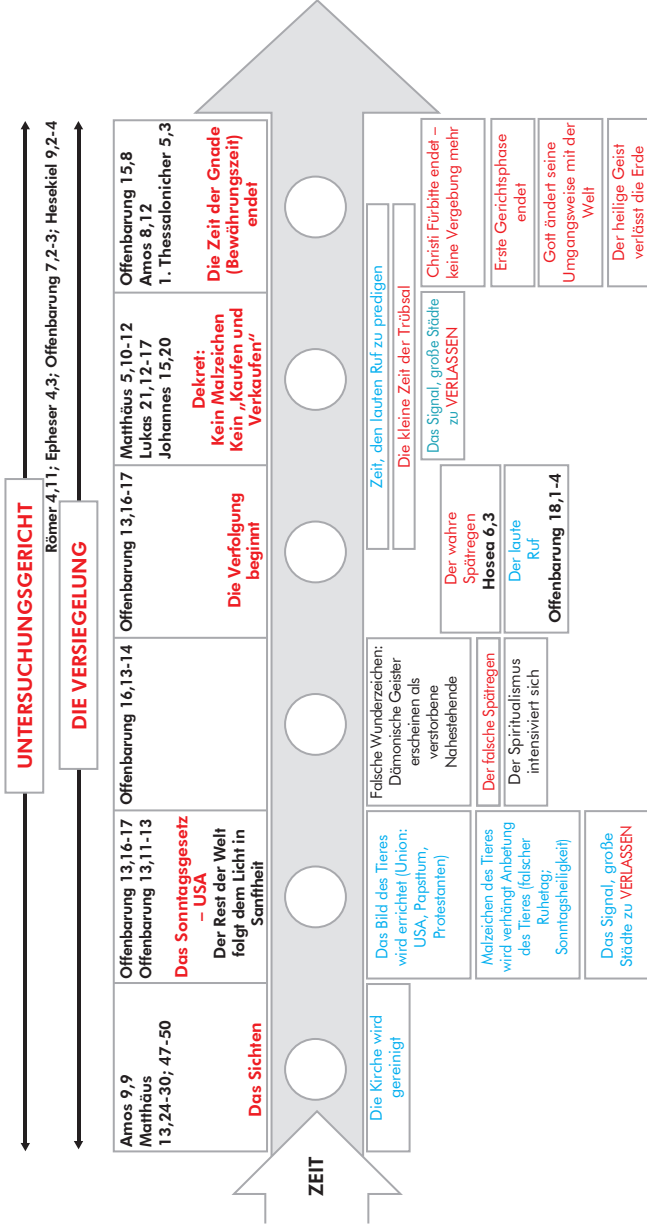 UNTERSUCHUNGSGERICHT
Römer 4,11; Epheser 4,3; Offenbarung 7,2-3; Hesekiel 9,2-4
DIE VERSIEGELUNG
Amos 9,9
Matthäus
13,24-30; 47-50
Das Sichten
Offenbarung 13,16-17
Offenbarung 13,11-13
Das Sonntagsgesetz
– USA
Der Rest der Welt
folgt dem Licht in
Sanftheit
Offenbarung 16,13-14
Offenbarung 13,16-17
Die Verfolgung
beginnt
Matthäus 5,10-12
Lukas 21,12-17
Johannes 15,20
Dekret:
Kein Malzeichen
Kein „Kaufen und
Verkaufen“
Offenbarung 15,8
Amos 8,12
1. Thessalonicher 5,3
Die Zeit der Gnade
(Bewährungszeit)
endet
ZEIT
Die Kirche wird
gereinigt
Das Bild des Tieres
wird errichtet (Union:
USA, Papsttum,
Protestanten)
Malzeichen des Tieres
wird verhängt Anbetung
des Tieres (falscher
Ruhetag;
Sonntagsheiligkeit)
Das Signal, große
Städte zu VERLASSEN
Falsche Wunderzeichen:
Dämonische Geister
erscheinen als
verstorbene
Nahestehende
Der falsche Spätregen
Der Spiritualismus
intensiviert sich
Der wahre
Spätregen
Hosea 6,3
Der laute
Ruf
Offenbarung 18,1-4
Zeit, den lauten Ruf zu predigen
Die kleine Zeit der Trübsal
Das Signal, große Städte
zu VERLASSEN
Christi Fürbitte endet –
keine Vergebung mehr
Erste Gerichtsphase
endet
Gott ändert seine
Umgangsweise mit der
Welt
Der heilige Geist
verlässt die Erde